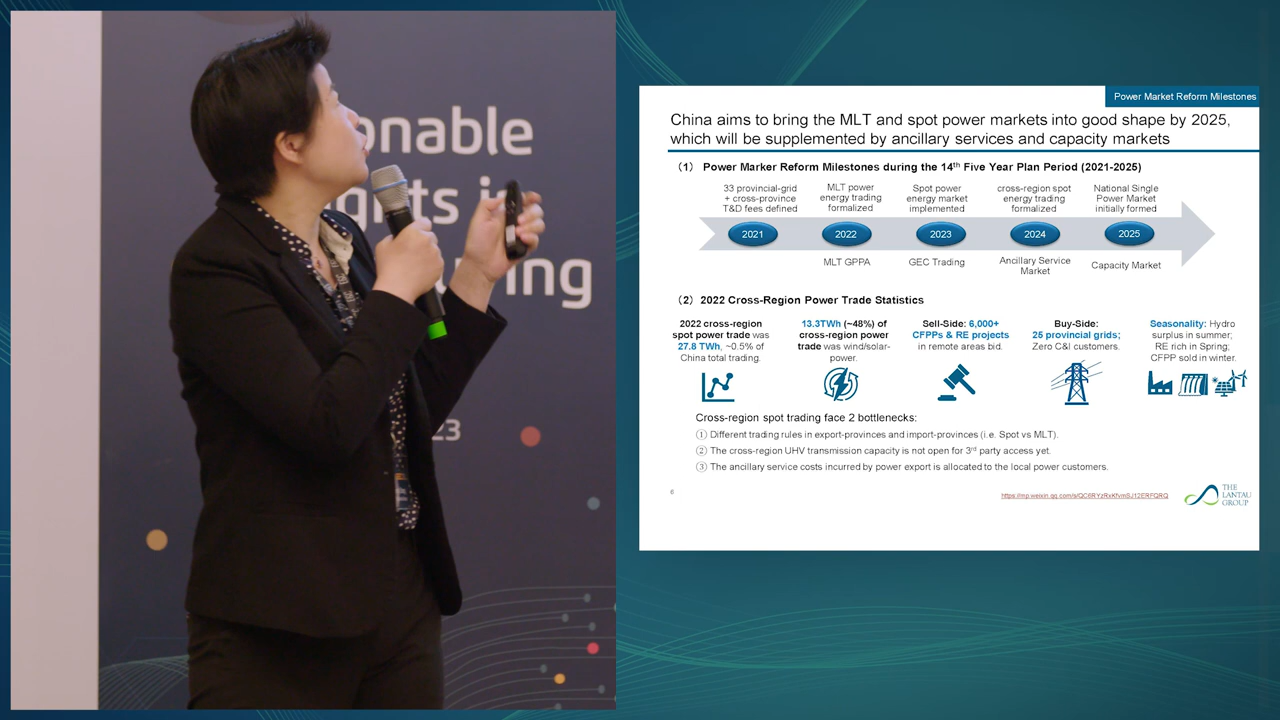 onable
ghts i
uring
23
Power Market Reform Milestones
China aims to bring the MLT and spot power markets into good shape by 2025,
which will be supplemented by ancillary services and capacity markets
(1) Power Marker Reform Milestones during the 14th Five Year Plan Period (2021-2025)
33 provincial-grid
+ cross-province
T&D fees defined
MLT power
energy trading
formalized
Spot power
energy market
implemented
cross-region spot
energy trading
formalized
National Single
Power Market
initially formed
2021
2022
2023
2024
2025
MLT GPPA
GEC Trading
Ancillary Service
Market
Capacity Market
(2) 2022 Cross-Region Power Trade Statistics
2022 cross-region
spot power trade was
27.8 TWh, ~0.5% of
China total trading.
13.3TWh (~48%) of
cross-region power
trade was wind/solar-
power.
Sell-Side: 6,000+
CFPPs & RE projects
in remote areas bid.
Buy-Side:
25 provincial grids;
Zero C&I customers.
Seasonality: Hydro
surplus in summer;
RE rich in Spring;
CFPP sold in winter.
Cross-region spot trading face 2 bottlenecks:
① Different trading rules in export-provinces and import-provinces (i.e. Spot vs MLT).
② The cross-region UHV transmission capacity is not open for 3rd party access yet.
③ The ancillary service costs incurred by power export is allocated to the local power customers.
6
THE
LANTAU
GROUP